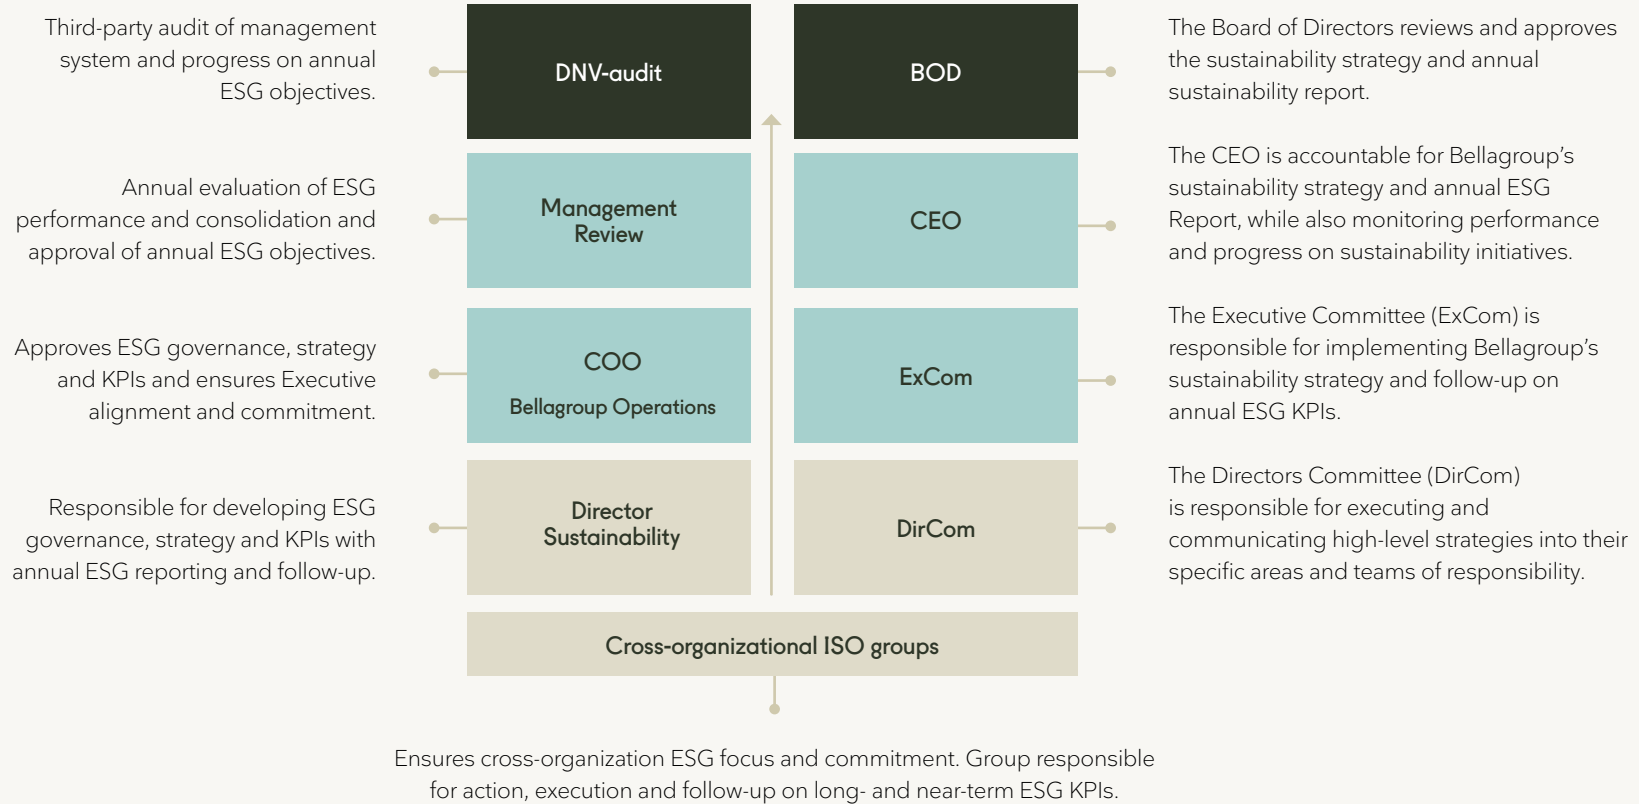 Third-party audit of management
system and progress on annual
ESG objectives.
DNV-audit
BOD
The Board of Directors reviews and approves
the sustainability strategy and annual
sustainability report.
Annual evaluation of ESG
performance and consolidation and
approval of annual ESG objectives.
Management
Review
CEO
The CEO is accountable for Bellagroup’s
sustainability strategy and annual ESG
Report, while also monitoring performance
and progress on sustainability initiatives.
Approves ESG governance, strategy
and KPIs and ensures Executive
alignment and commitment.
COO
Bellagroup Operations
ExCom
The Executive Committee (ExCom) is
responsible for implementing Bellagroup’s
sustainability strategy and follow-up on
annual ESG KPIs.
Responsible for developing ESG
governance, strategy and KPIs with
annual ESG reporting and follow-up.
Director
Sustainability
DirCom
The Directors Committee (DirCom)
is responsible for executing and
communicating high-level strategies into their
specific areas and teams of responsibility.
Cross-organizational ISO groups
Ensures cross-organization ESG focus and commitment. Group responsible
for action, execution and follow-up on long- and near-term ESG KPIs.